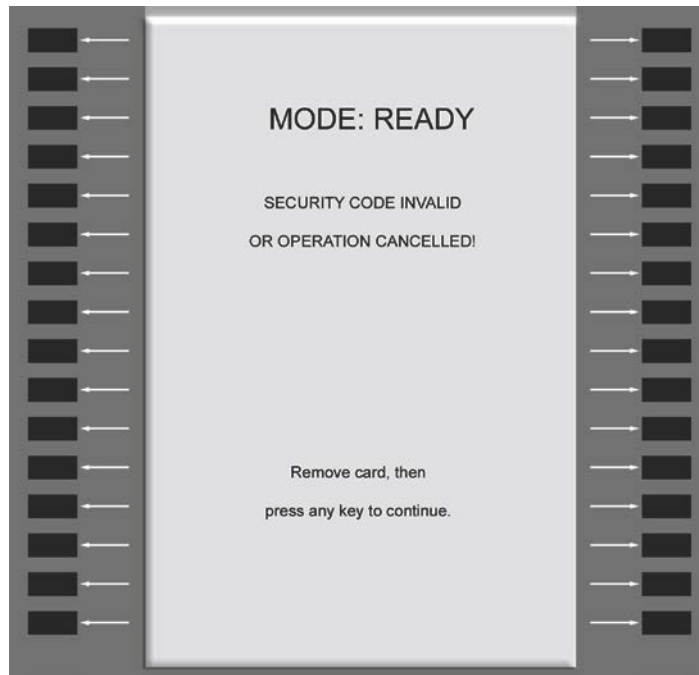 MODE: READY
SECURITY CODE INVALID
OR OPERATION CANCELLED!
Remove card, then
press any key to continue.